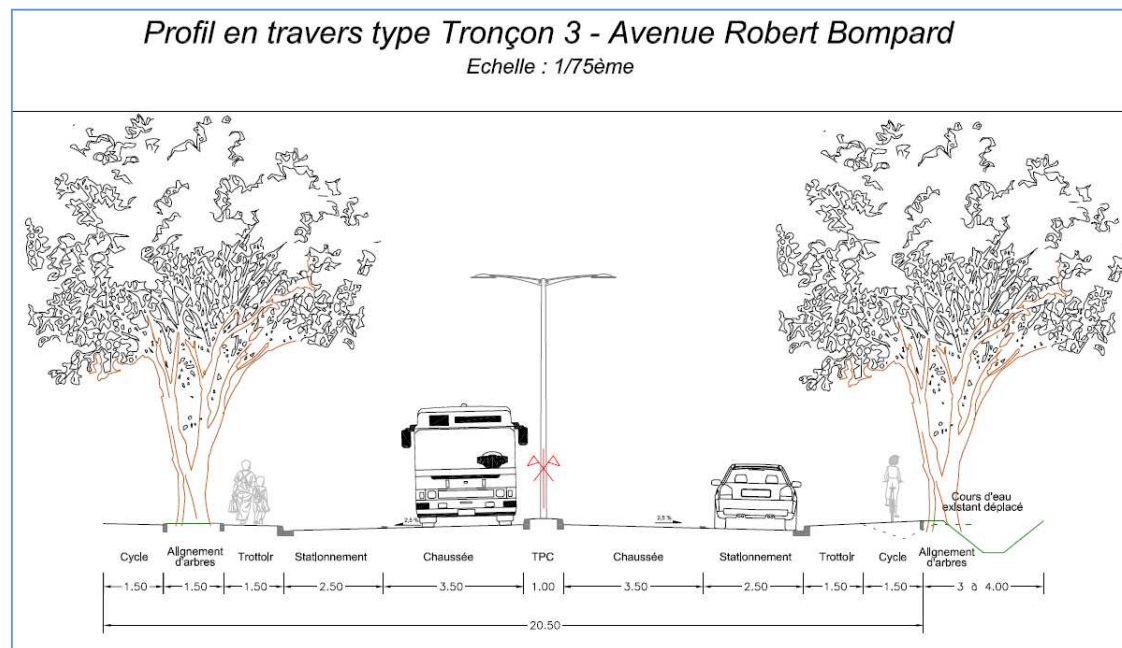 Profil en travers type Tronçon 3 - Avenue Robert Bompard
Echelle : 1/75ème
Cours d'eau
existant déplacé
2,5 %
2,5 %
Cycle
Alignement
d'arbres
Trottoir
Stationnement
Chaussée
TPC
Chaussée
Stationnement
Trottoir
Cycle
Alignement
d'arbres
1.50
1.50
1.50
2.50
3.50
1.00
3.50
2.50
1.50
1.50
3 à 4.00
20.50